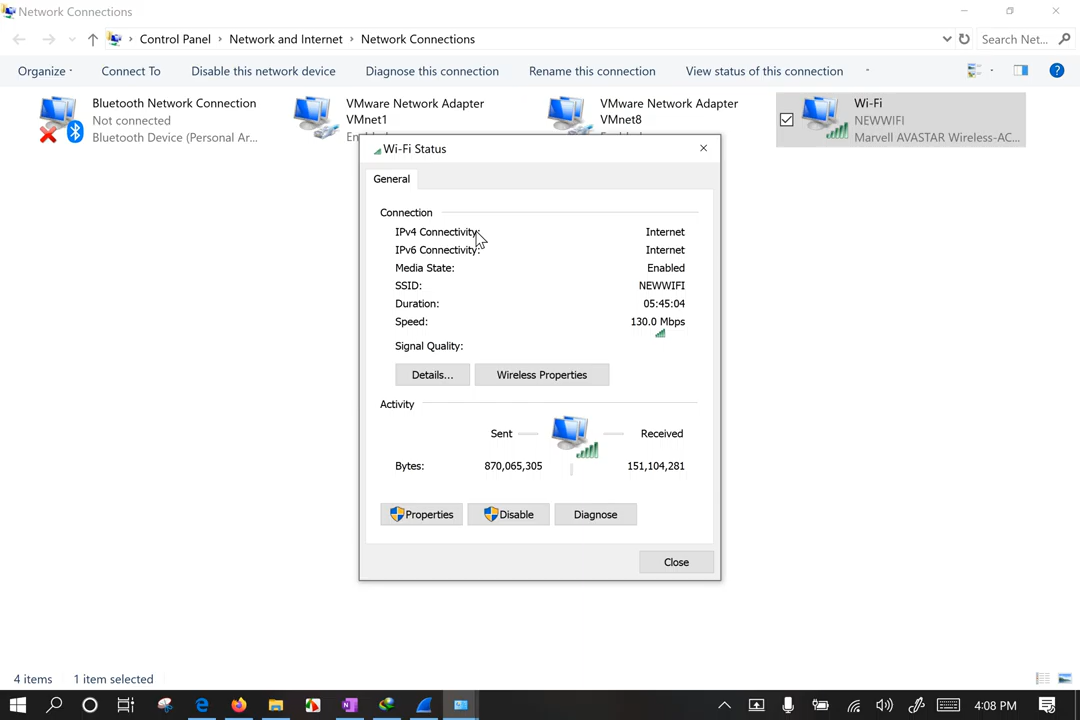 Network Connections
Control Panel › Network and Internet › Network Connections
Search Net...
Organize
Connect To
Disable this network device
Diagnose this connection
Rename this connection
View status of this connection
Bluetooth Network Connection
Not connected
Bluetooth Device (Personal Ar...
VMware Network Adapter
VMnet1
VMware Network Adapter
VMnet8
Wi-Fi
NEWWIFI
Marvell AVASTAR Wireless-AC...
Wi-Fi Status
General
Connection
IPv4 Connectivity: Internet
IPv6 Connectivity: Internet
Media State: Enabled
SSID: NEWWIFI
Duration: 05:45:04
Speed: 130.0 Mbps
Signal Quality:
Details...
Wireless Properties
Activity
Sent
Received
Bytes: 870,065,305 151,104,281
Properties
Disable
Diagnose
Close
4 items
1 item selected
4:08 PM